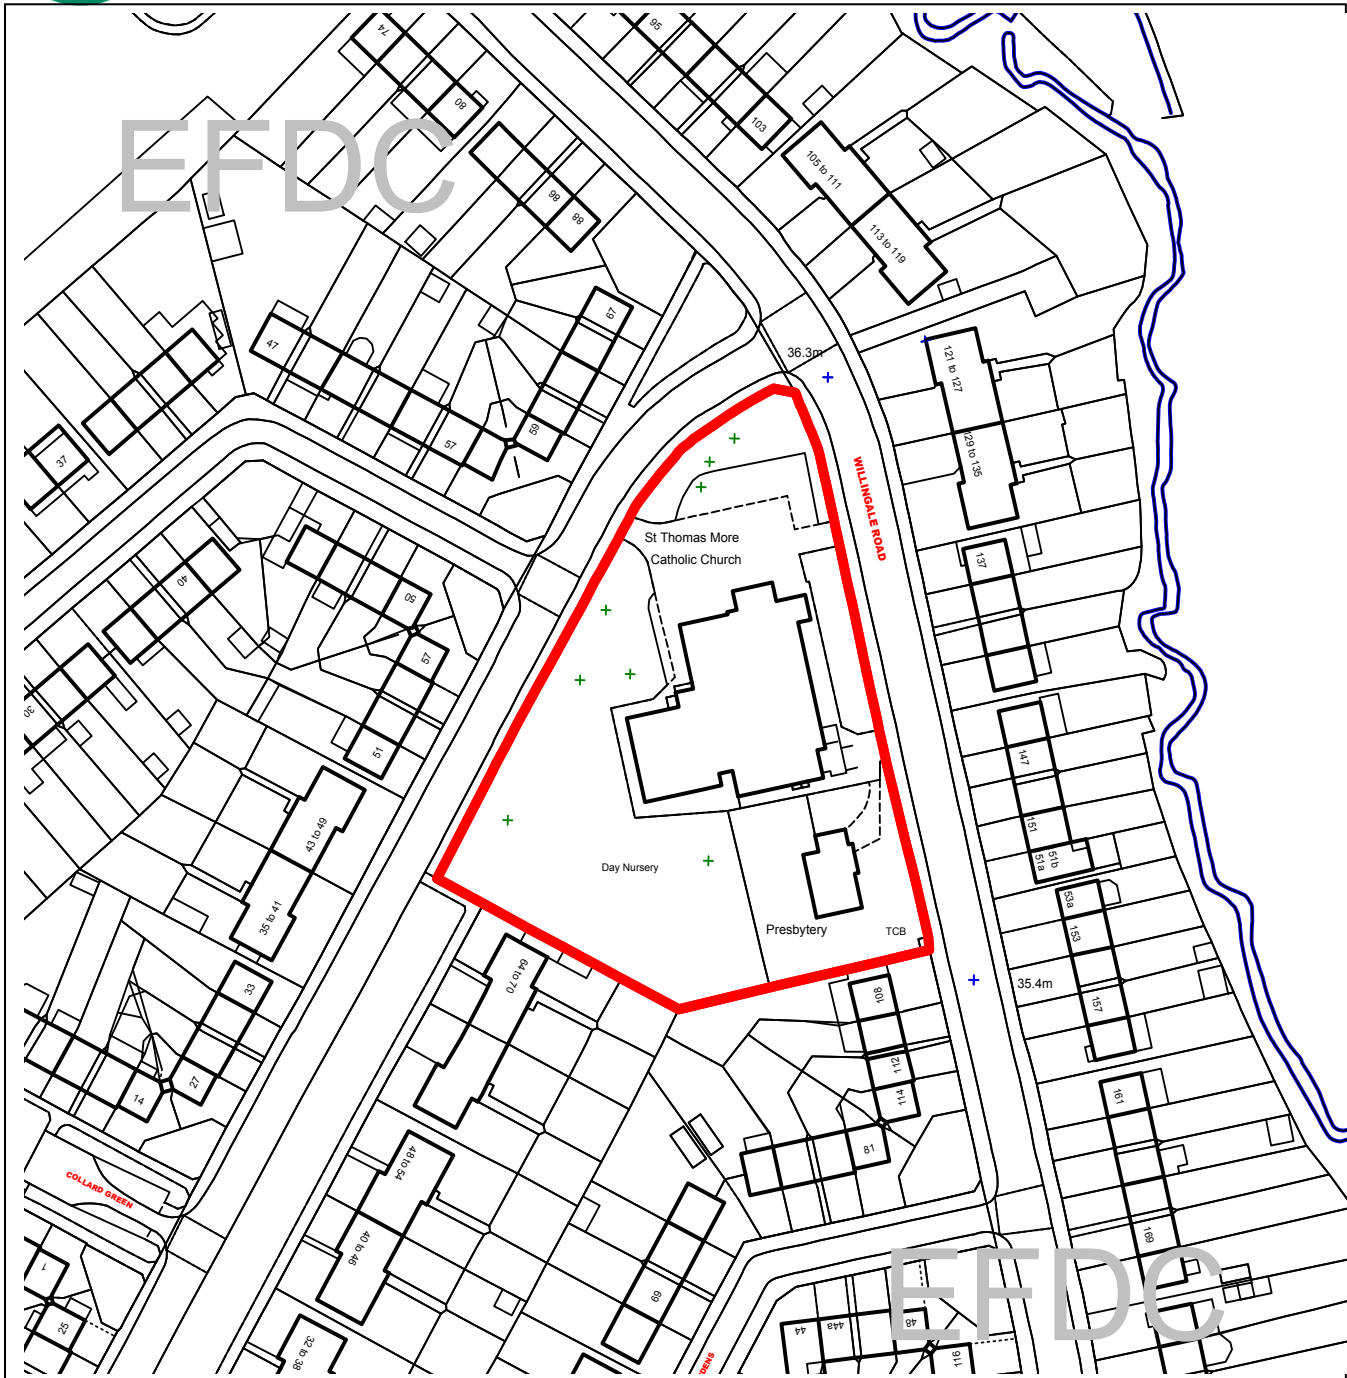 74
80
95
103
EFDC
86
88
105 to 111
113 to 119
67
47
57
59
36.3m
121 to 127
129 to 135
37
WILLINGALE ROAD
St Thomas More
Catholic Church
137
40
50
57
51
30
147
151
51a
51b
43 to 49
35 to 41
Day Nursery
53a
153
Presbytery
TCB
157
35.4m
33
64 to 70
108
112
114
27
14
161
81
48 to 54
COLLARD GREEN
40 to 46
169
69
EFDC
1
25
32 to 38
44
44a
48
116
DENS